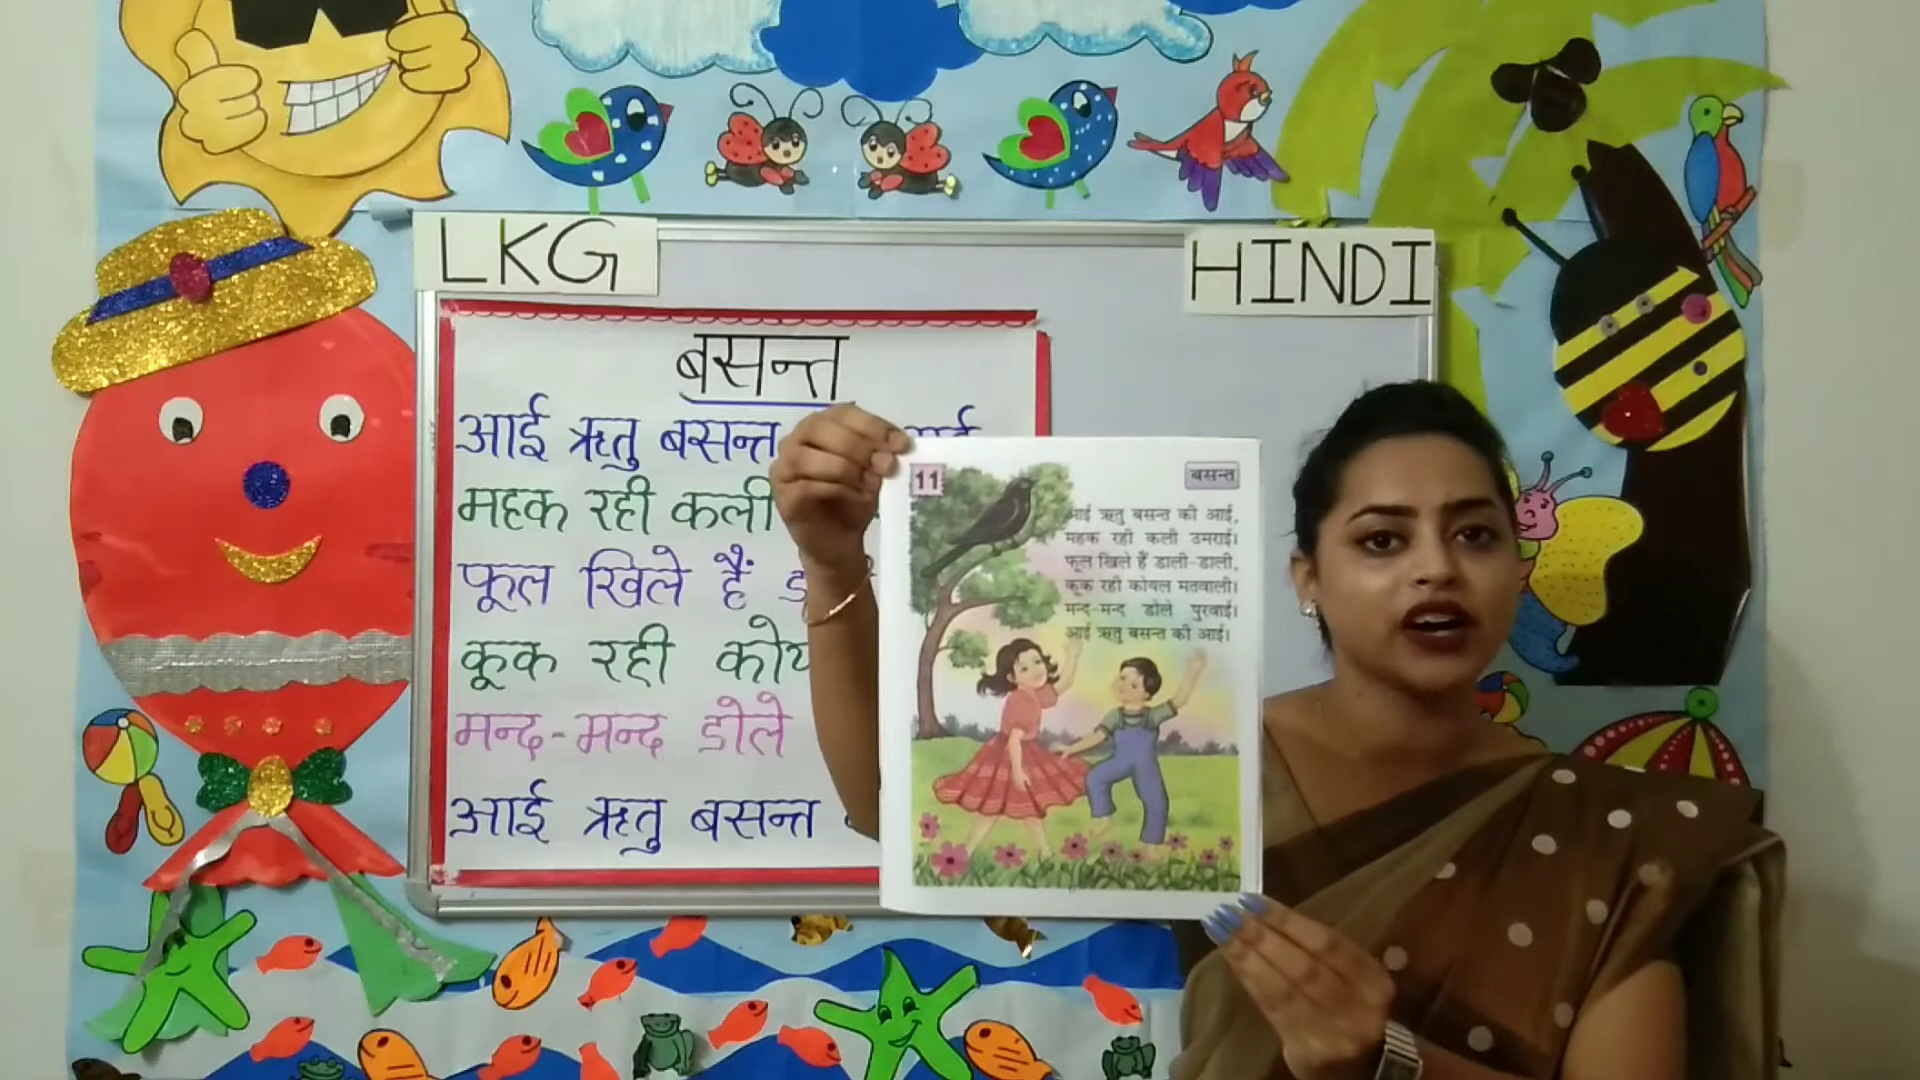 LKG
HINDI
बसन्त
आई ऋतु बसन्त आई
महक रही कली
फूल खिले हैं
कूक रही
मन्द-मन्द डोले
आई ऋतु बसन्त
11
बसन्त
आई ऋतु बसन्त की आई,
महक रही कली उमराई।
फूल खिले हैं डाली-डाली,
कूक रही कोयल मतवाली।
मन्द-मन्द डोले पुरवाई।
आई ऋतु बसन्त की आई।